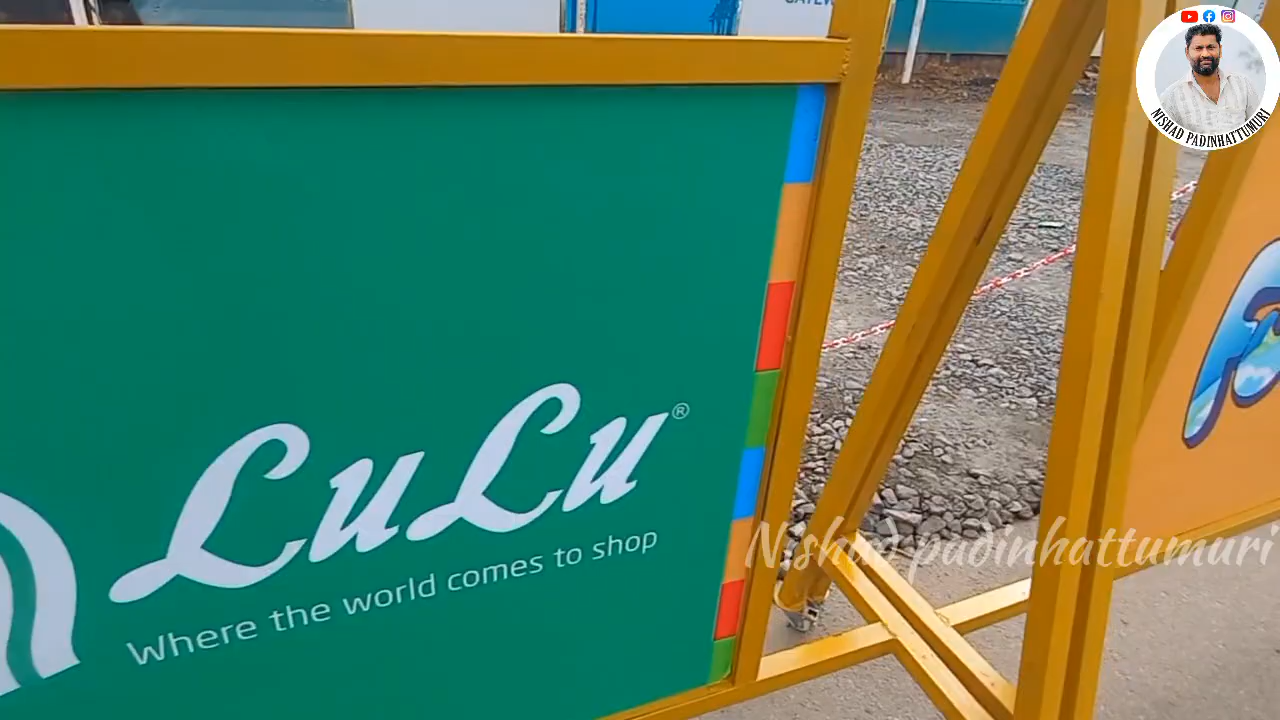 NISHAD PADINHATTUMURI
LuLu®
Where the world comes to shop
Nishad padinhattumuri